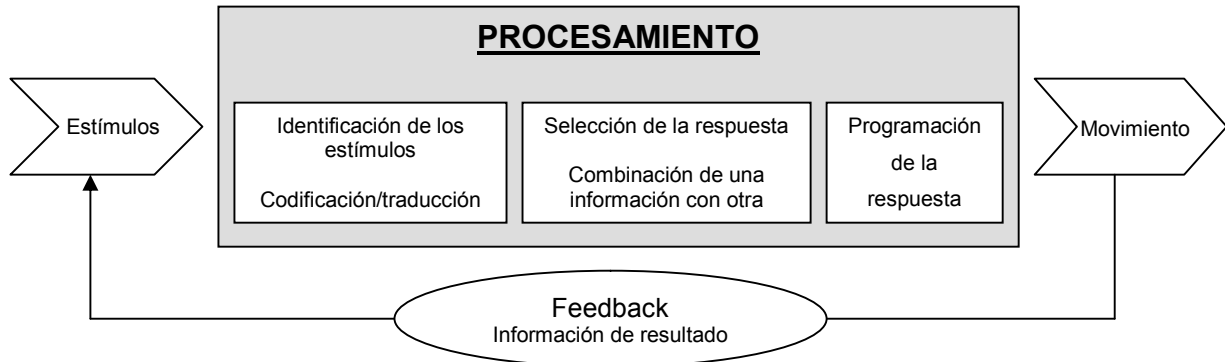 PROCESAMIENTO
Estímulos
Identificación de los
estímulos
Codificación/traducción
Selección de la respuesta
Combinación de una
información con otra
Programación
de la
respuesta
Movimiento
Feedback
Información de resultado